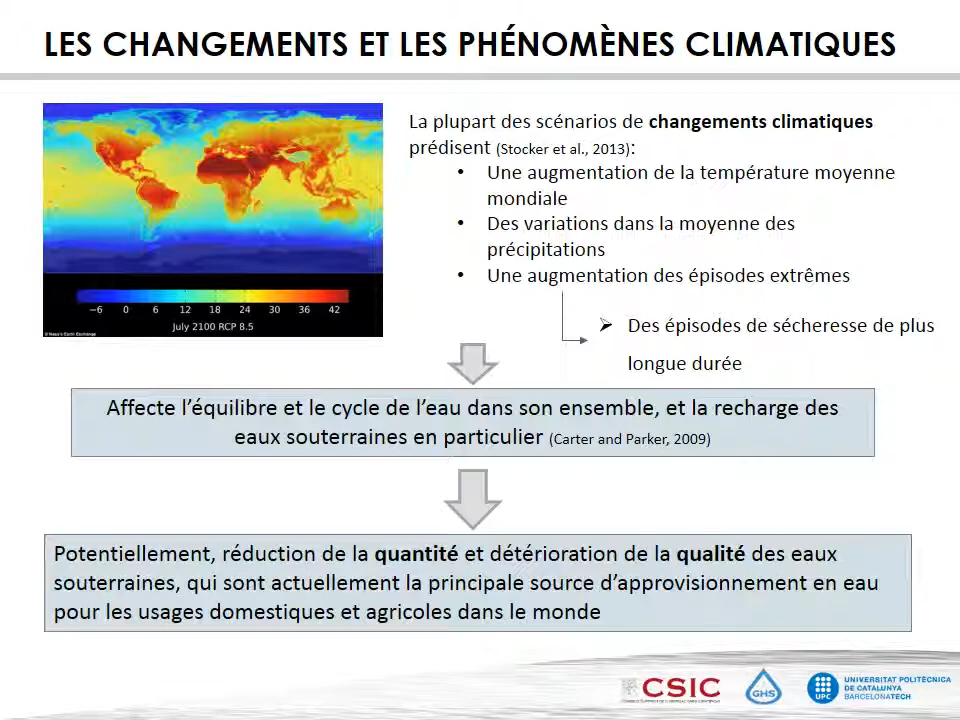 LES CHANGEMENTS ET LES PHÉNOMÈNES CLIMATIQUES
−6 0 6 12 18 24 30 36 42
July 2100 RCP 8.5
© Nasa's Earth Exchange
La plupart des scénarios de changements climatiques
prédisent (Stocker et al., 2013):
• Une augmentation de la température moyenne
mondiale
• Des variations dans la moyenne des
précipitations
• Une augmentation des épisodes extrêmes
➢ Des épisodes de sécheresse de plus
longue durée
Affecte l’équilibre et le cycle de l’eau dans son ensemble, et la recharge des
eaux souterraines en particulier (Carter and Parker, 2009)
Potentiellement, réduction de la quantité et détérioration de la qualité des eaux
souterraines, qui sont actuellement la principale source d’approvisionnement en eau
pour les usages domestiques et agricoles dans le monde
CSIC
GHS
UPC
UNIVERSITAT POLITÈCNICA
DE CATALUNYA
BARCELONATECH